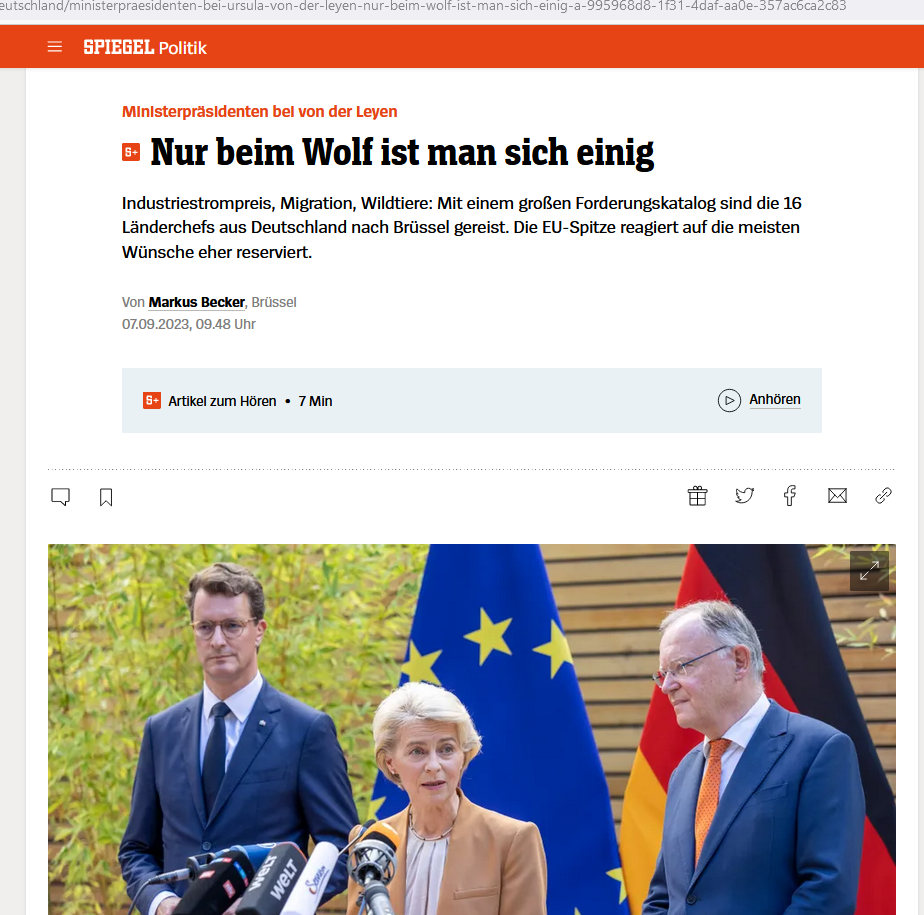 eutschland/ministerpraesidenten-bei-ursula-von-der-leyen-nur-beim-wolf-ist-man-sich-einig-a-995968d8-1f31-4daf-aa0e-357ac6ca2c83
SPIEGEL Politik
Ministerpräsidenten bei von der Leyen
S+ Nur beim Wolf ist man sich einig
Industriestrompreis, Migration, Wildtiere: Mit einem großen Forderungskatalog sind die 16
Länderchefs aus Deutschland nach Brüssel gereist. Die EU-Spitze reagiert auf die meisten
Wünsche eher reserviert.
Von Markus Becker, Brüssel
07.09.2023, 09.48 Uhr
S+ Artikel zum Hören • 7 Min
Anhören
welt
welt